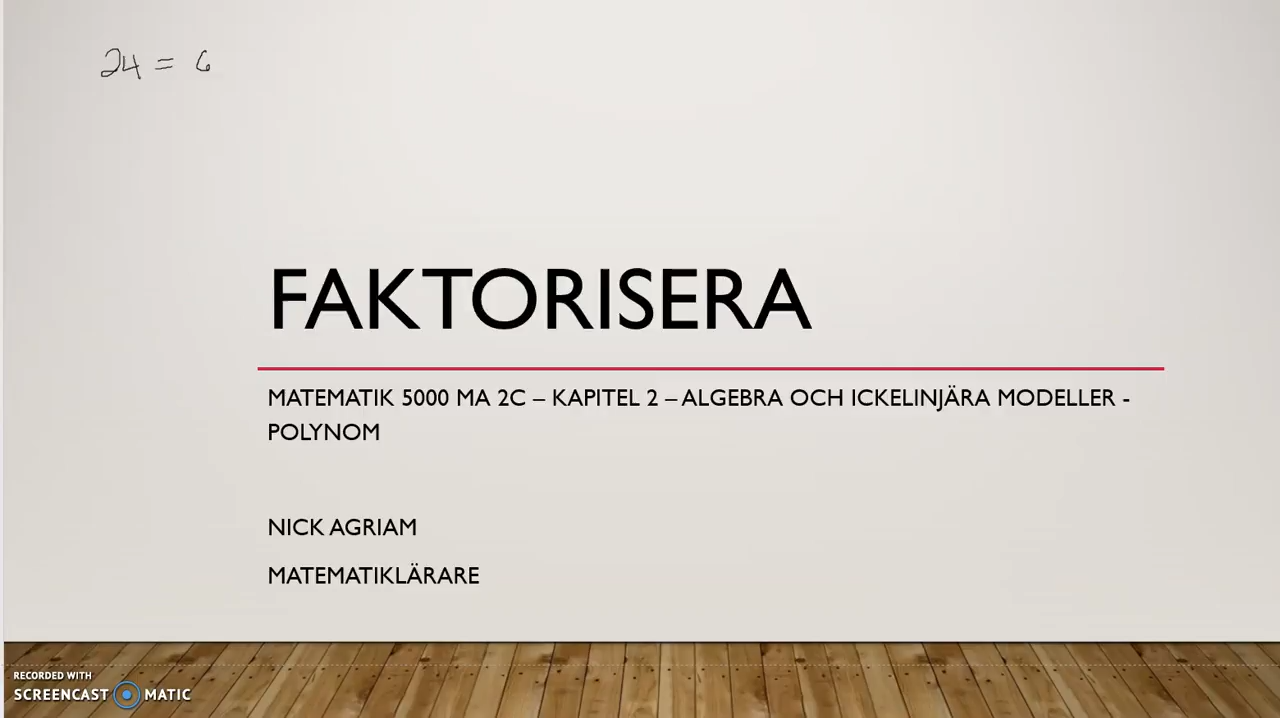 24 = 6
FAKTORISERA
MATEMATIK 5000 MA 2C – KAPITEL 2 – ALGEBRA OCH ICKELINJÄRA MODELLER -
POLYNOM
NICK AGRIAM
MATEMATIKLÄRARE
RECORDED WITH
SCREENCAST MATIC